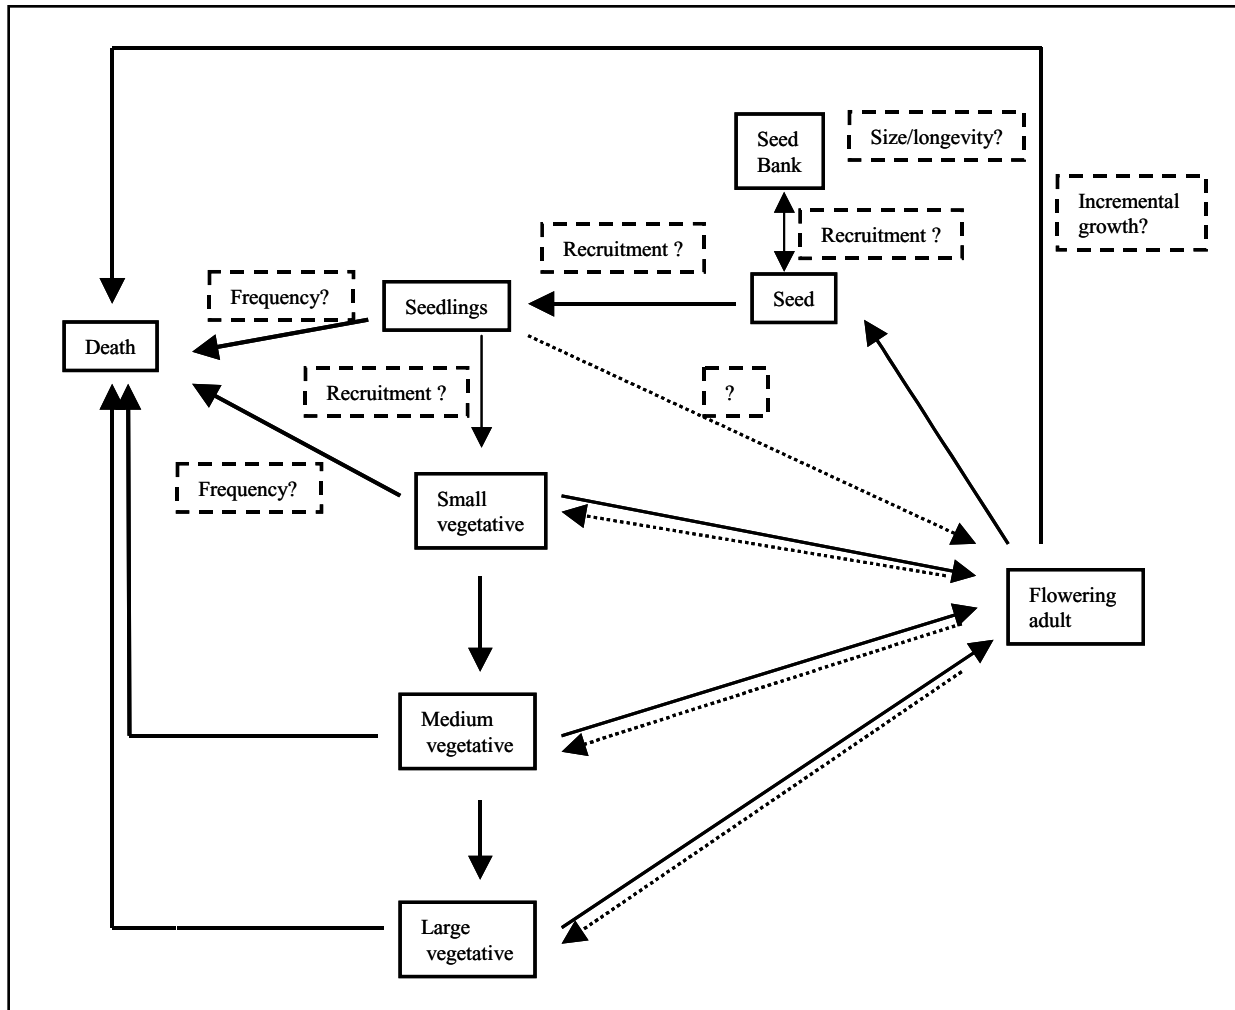 Seed
Bank
Size/longevity?
Incremental
growth?
Recruitment ?
Recruitment ?
Frequency?
Seedlings
Seed
Death
Recruitment ?
?
Frequency?
Small
vegetative
Flowering
adult
Medium
vegetative
Large
vegetative